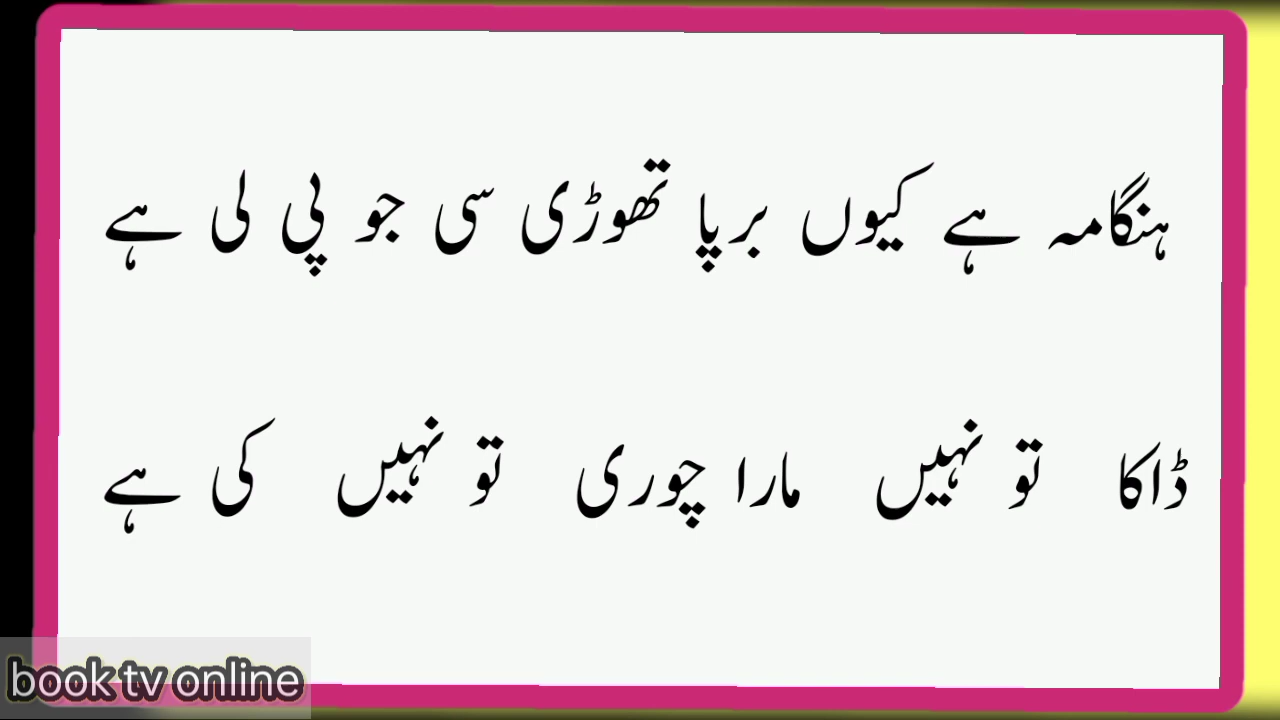 ہنگامہ ہے کیوں برپا تھوڑی سی جو پی لی ہے
ڈاکا تو نہیں مارا چوری تو نہیں کی ہے
book tv online